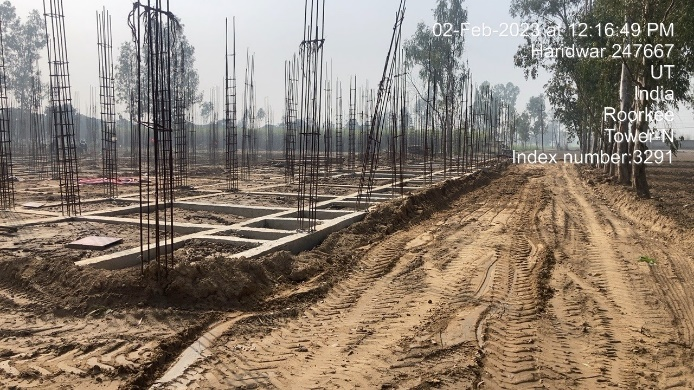 02-Feb-2023 at 12:16:49 PM
Haridwar 247667
UT
India
Roorkee
Tower N
Index number:3291